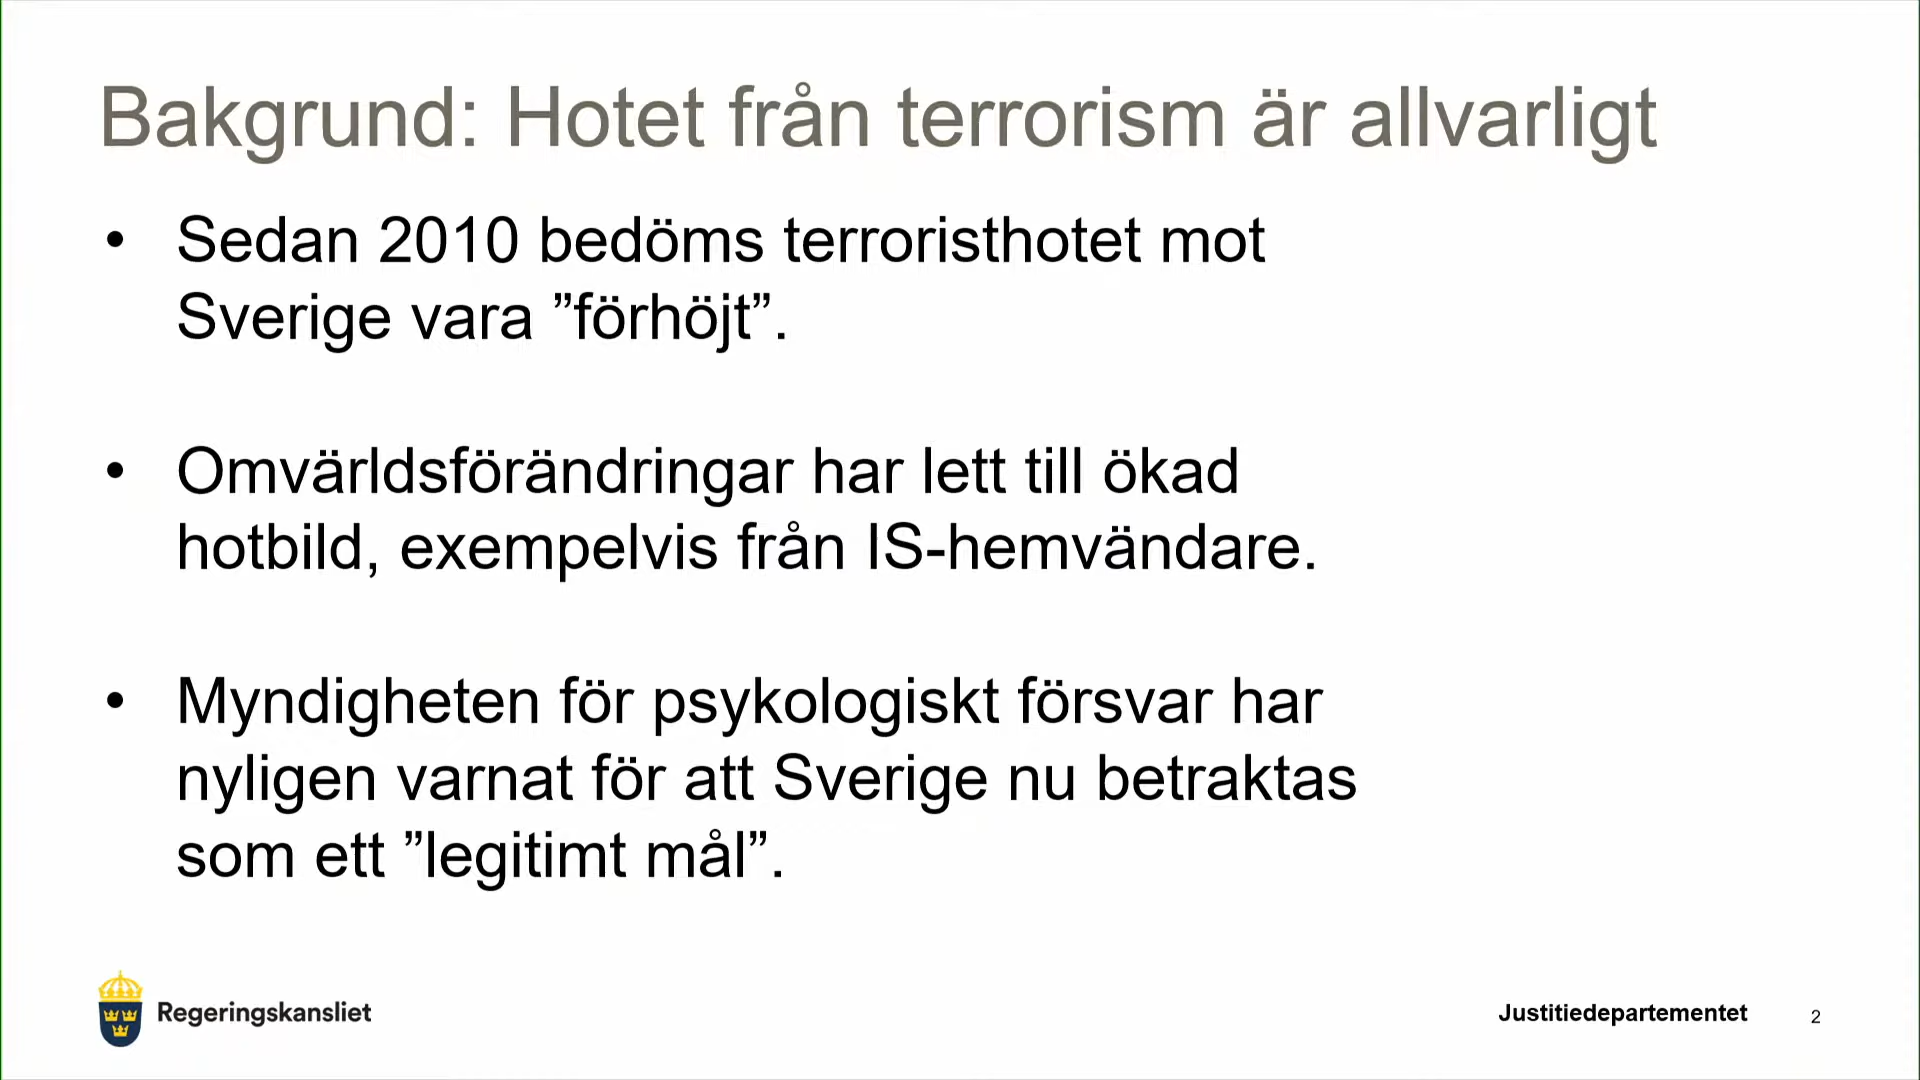 Bakgrund: Hotet från terrorism är allvarligt
• Sedan 2010 bedöms terroristhotet mot
Sverige vara ”förhöjt”.
• Omvärldsförändringar har lett till ökad
hotbild, exempelvis från IS-hemvändare.
• Myndigheten för psykologiskt försvar har
nyligen varnat för att Sverige nu betraktas
som ett ”legitimt mål”.
Regeringskansliet
Justitiedepartementet 2